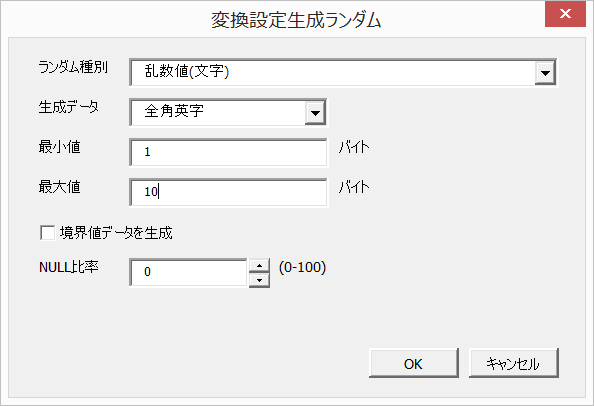 変換設定生成ランダム
ランダム種別 乱数値(文字)
生成データ 全角英字
最小値 1 バイト
最大値 10 バイト
境界値データを生成
NULL比率 0 (0-100)
OK キャンセル